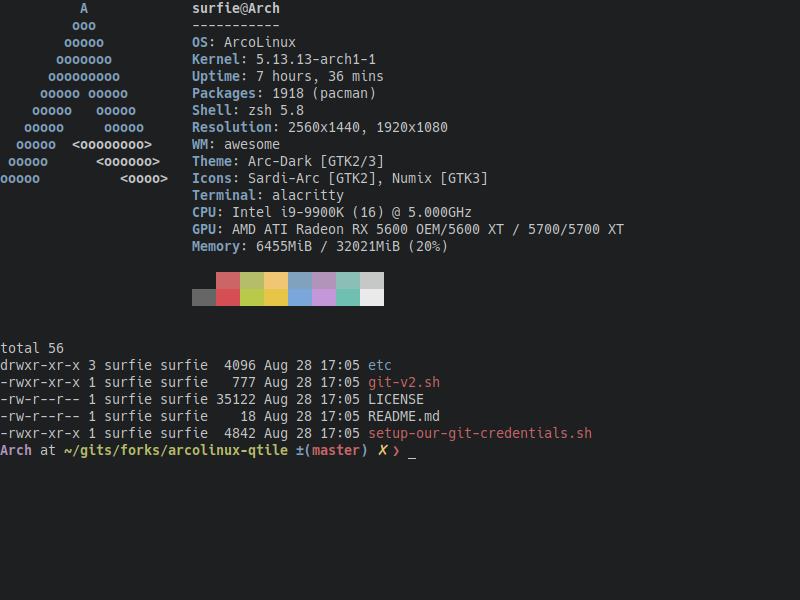 A surfie@Arch
ooo -----------
ooooo OS: ArcoLinux
ooooooo Kernel: 5.13.13-arch1-1
ooooooooo Uptime: 7 hours, 36 mins
ooooo ooooo Packages: 1918 (pacman)
ooooo ooooo Shell: zsh 5.8
ooooo ooooo Resolution: 2560x1440, 1920x1080
ooooo <oooooooo> WM: awesome
ooooo <oooooo> Theme: Arc-Dark [GTK2/3]
ooooo <oooo> Icons: Sardi-Arc [GTK2], Numix [GTK3]
Terminal: alacritty
CPU: Intel i9-9900K (16) @ 5.000GHz
GPU: AMD ATI Radeon RX 5600 OEM/5600 XT / 5700/5700 XT
Memory: 6455MiB / 32021MiB (20%)
total 56
drwxr-xr-x 3 surfie surfie  4096 Aug 28 17:05 etc
-rwxr-xr-x 1 surfie surfie   777 Aug 28 17:05 git-v2.sh
-rw-r--r-- 1 surfie surfie 35122 Aug 28 17:05 LICENSE
-rw-r--r-- 1 surfie surfie    18 Aug 28 17:05 README.md
-rwxr-xr-x 1 surfie surfie  4842 Aug 28 17:05 setup-our-git-credentials.sh
Arch at ~/gits/forks/arcolinux-qtile ±(master) ✗ ❯ _